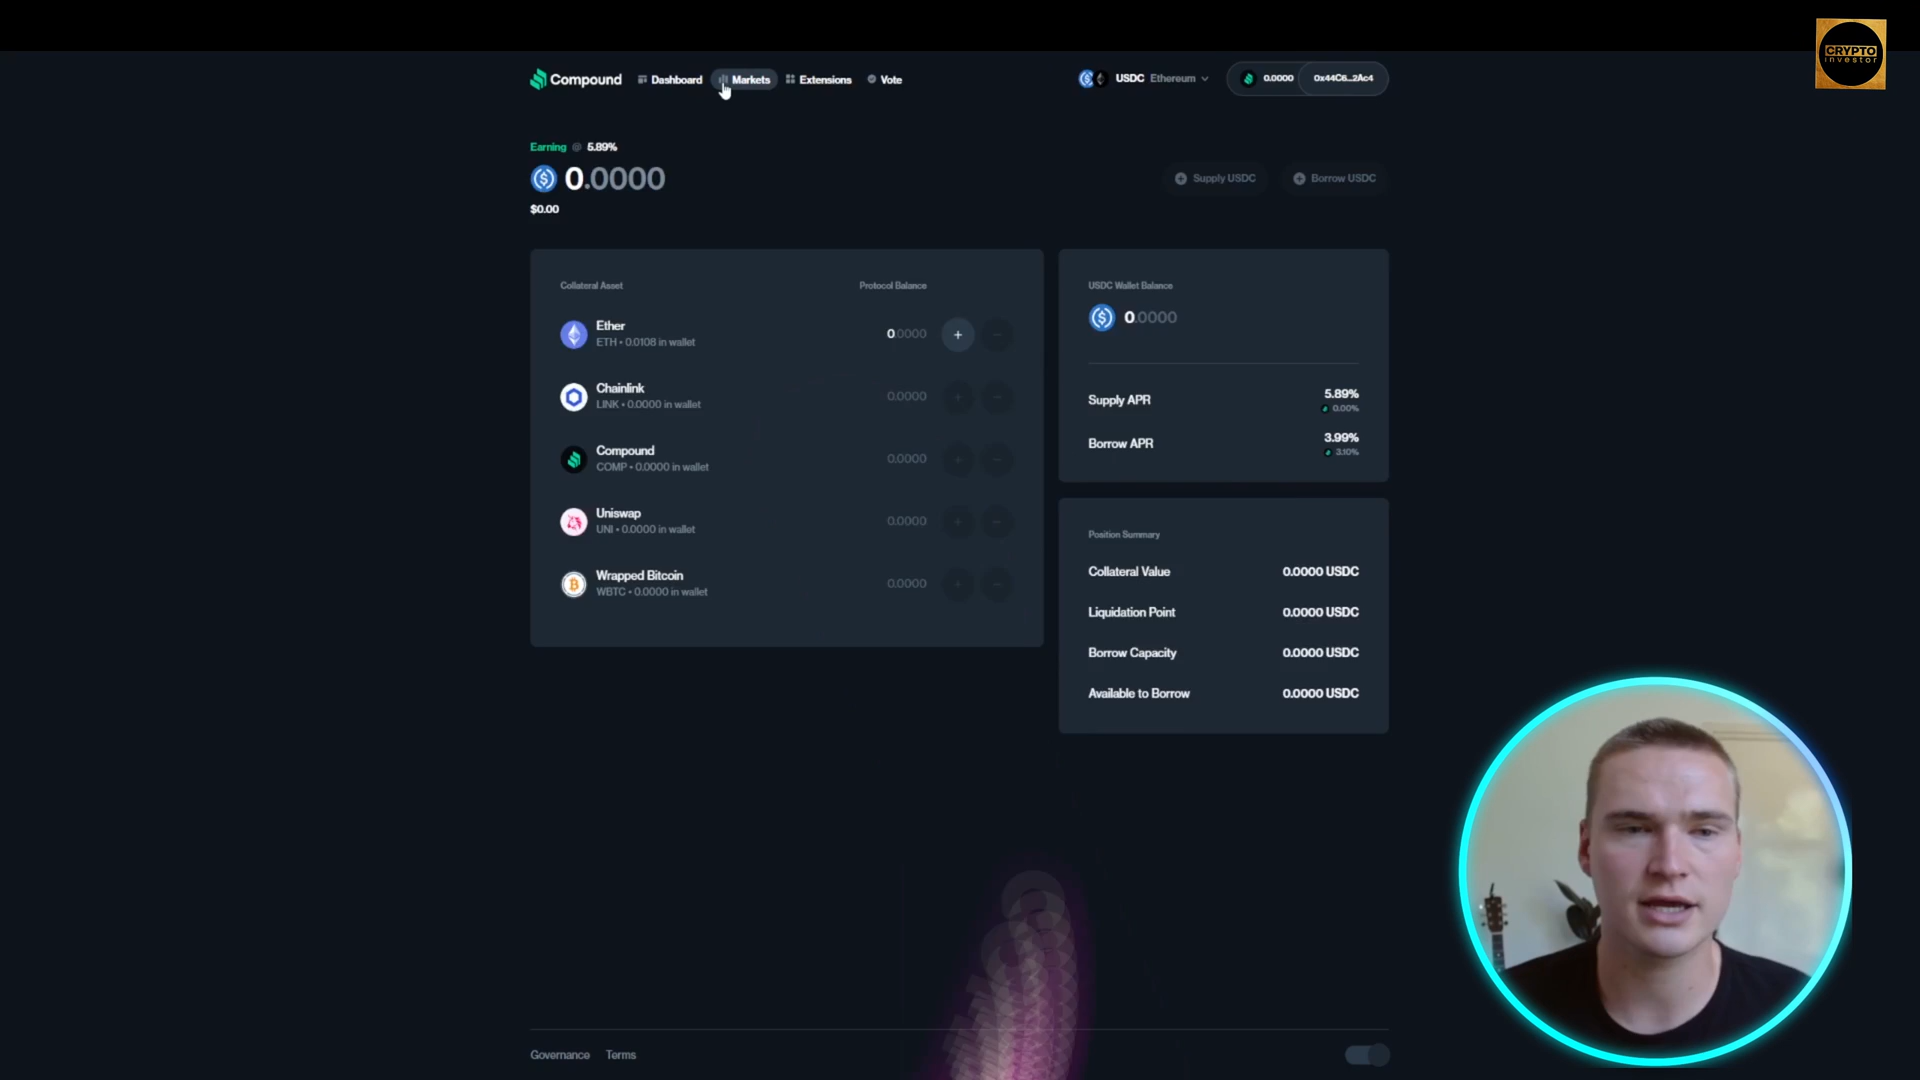 CRYPTO
investor
Compound Dashboard Markets Extensions Vote
USDC Ethereum 0.0000 0x44C6...2Ac4
Earning @ 5.89%
0.0000
$0.00
Supply USDC Borrow USDC
Collateral Asset Protocol Balance
Ether
ETH • 0.0108 in wallet
0.0000
Chainlink
LINK • 0.0000 in wallet
0.0000
Compound
COMP • 0.0000 in wallet
0.0000
Uniswap
UNI • 0.0000 in wallet
0.0000
Wrapped Bitcoin
WBTC • 0.0000 in wallet
0.0000
USDC Wallet Balance
0.0000
Supply APR 5.89%
0.00%
Borrow APR 3.99%
3.10%
Position Summary
Collateral Value 0.0000 USDC
Liquidation Point 0.0000 USDC
Borrow Capacity 0.0000 USDC
Available to Borrow 0.0000 USDC
Governance Terms